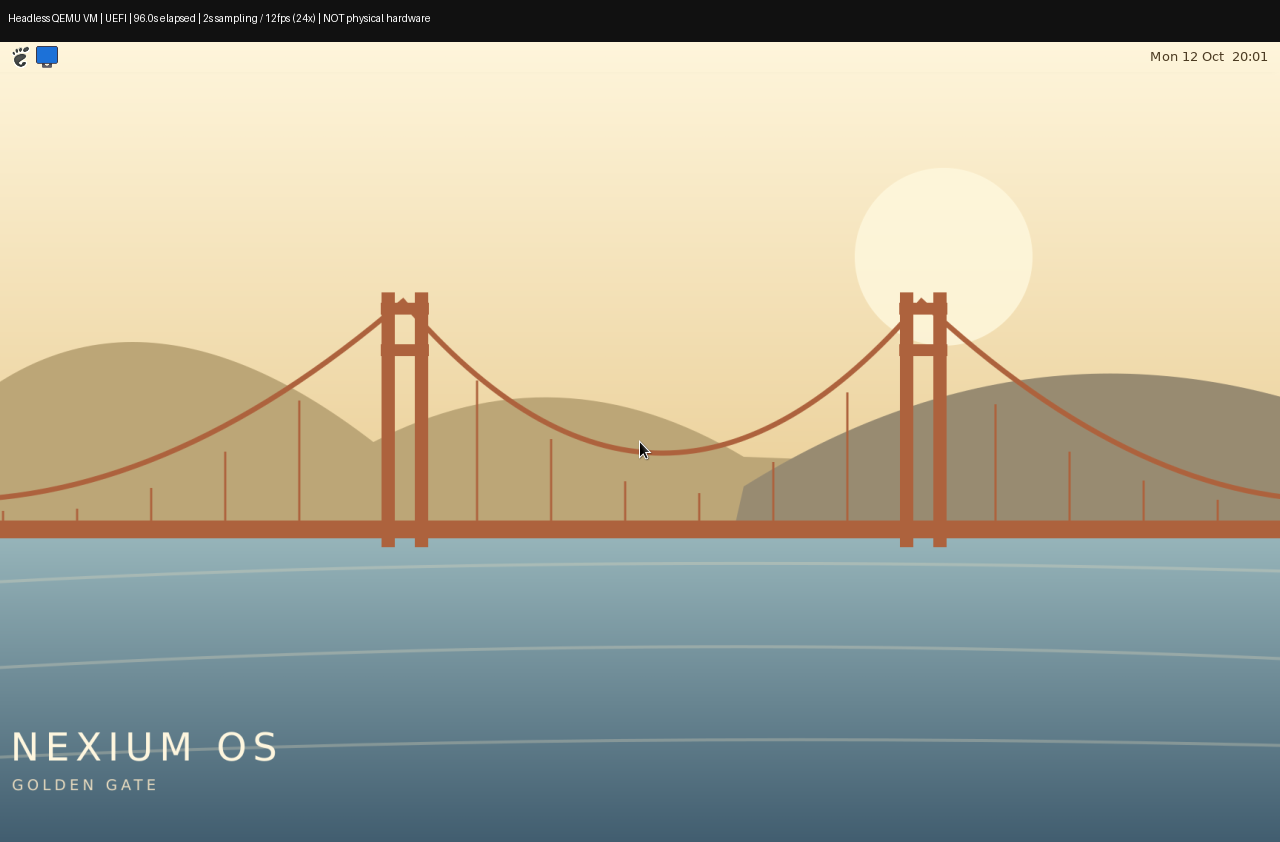 Headless QEMU VM | UEFI | 96.0s elapsed | 2s sampling / 12fps (24x) | NOT physical hardware
Mon 12 Oct 20:01
NEXIUM OS
GOLDEN GATE